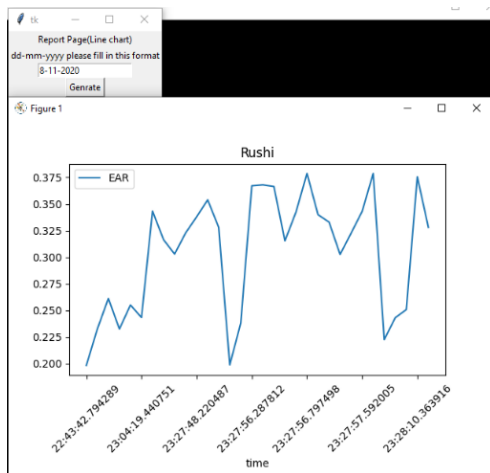 tk
Report Page(Line chart)
dd-mm-yyyy please fill in this format
8-11-2020
Genrate
Figure 1
Rushi
EAR
0.375
0.350
0.325
0.300
0.275
0.250
0.225
0.200
22:43:42.794289
23:04:19.440751
23:27:48.220487
23:27:56.287812
23:27:56.797498
23:27:57.592005
23:28:10.363916
time